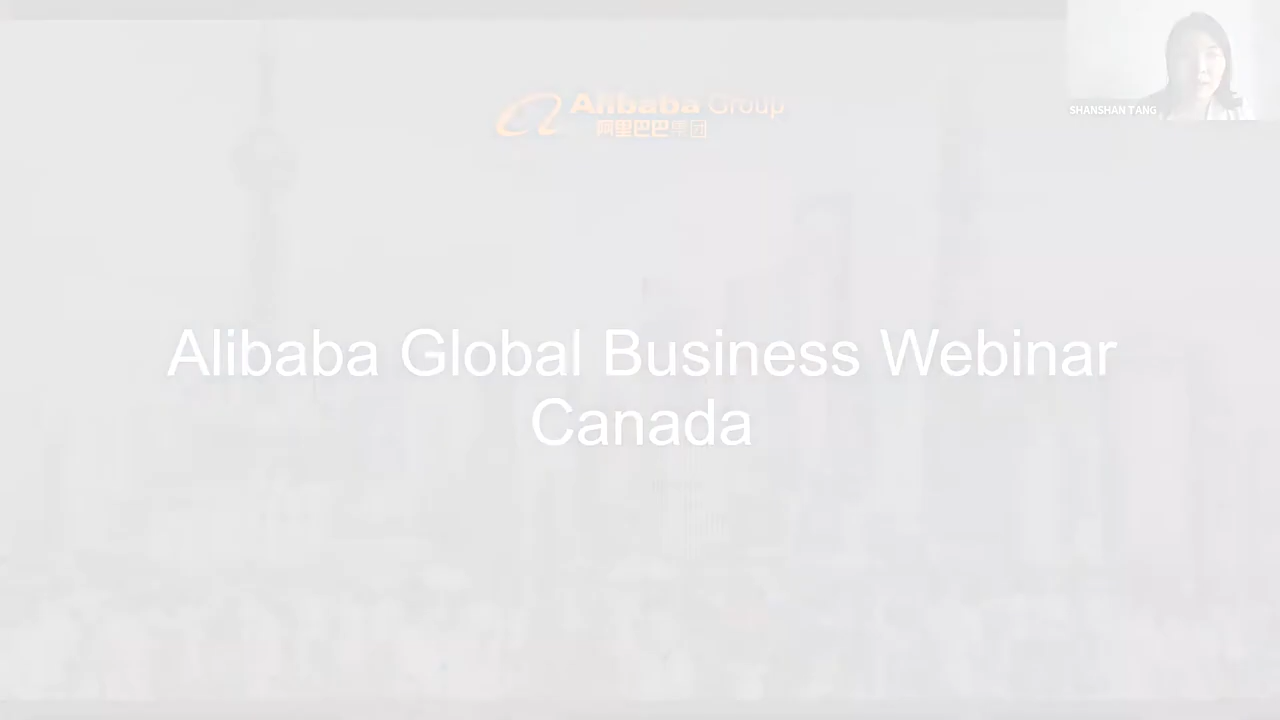 Alibaba Group
阿里巴巴集团
SHANSHAN TANG
Alibaba Global Business Webinar
Canada